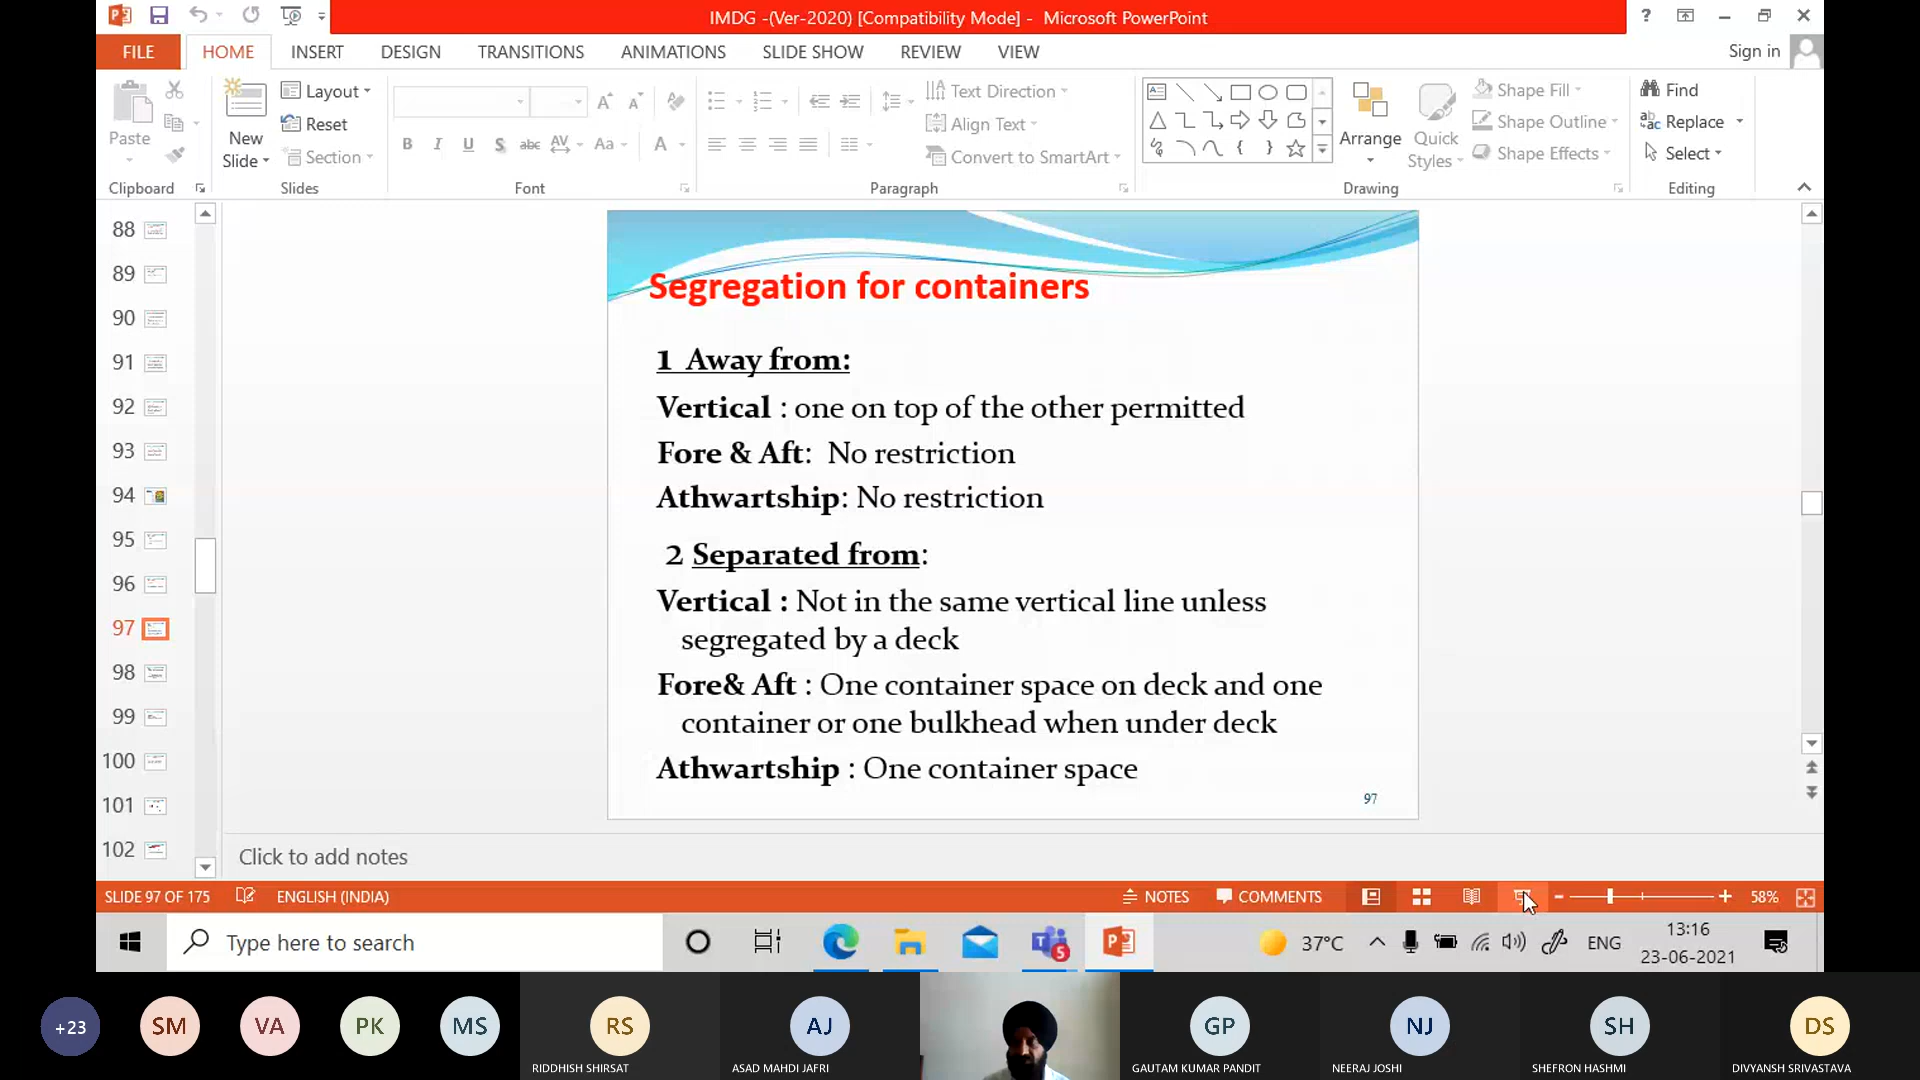 IMDG -(Ver-2020) [Compatibility Mode] - Microsoft PowerPoint
?
FILE HOME INSERT DESIGN TRANSITIONS ANIMATIONS SLIDE SHOW REVIEW VIEW
Sign in
Paste
Clipboard
New
Slide
Layout
Reset
Section
Slides
B I U S abc AV Aa A
Font
Text Direction
Align Text
Convert to SmartArt
Paragraph
Arrange
Quick
Styles
Shape Fill
Shape Outline
Shape Effects
Drawing
Find
Replace
Select
Editing
88
89
90
91
92
93
94
95
96
97
98
99
100
101
102
Segregation for containers
1 Away from:
Vertical : one on top of the other permitted
Fore & Aft: No restriction
Athwartship: No restriction
2 Separated from:
Vertical : Not in the same vertical line unless
segregated by a deck
Fore& Aft : One container space on deck and one
container or one bulkhead when under deck
Athwartship : One container space
97
Click to add notes
SLIDE 97 OF 175 ENGLISH (INDIA) NOTES COMMENTS 58%
Type here to search
5
37°C
ENG
13:16
23-06-2021
+23 SM VA PK MS RS AJ GP NJ SH DS
RIDDHISH SHIRSAT ASAD MAHDI JAFRI GAUTAM KUMAR PANDIT NEERAJ JOSHI SHEFRON HASHMI DIVYANSH SRIVASTAVA